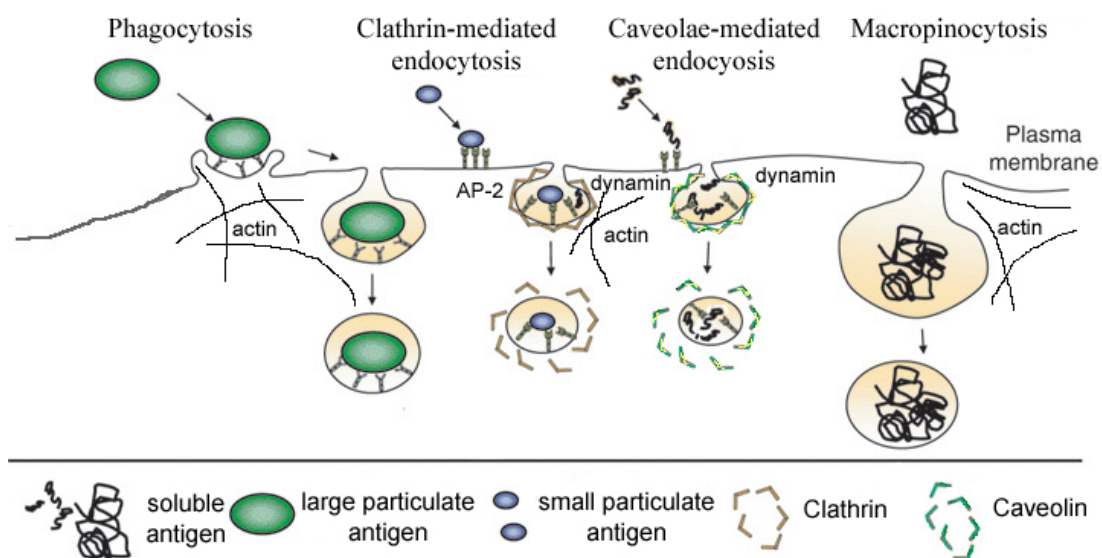 Phagocytosis
Clathrin-mediated
endocytosis
Caveolae-mediated
endocyosis
Macropinocytosis
Plasma
membrane
AP-2
dynamin
dynamin
actin
actin
actin
soluble
antigen
large particulate
antigen
small particulate
antigen
Clathrin
Caveolin